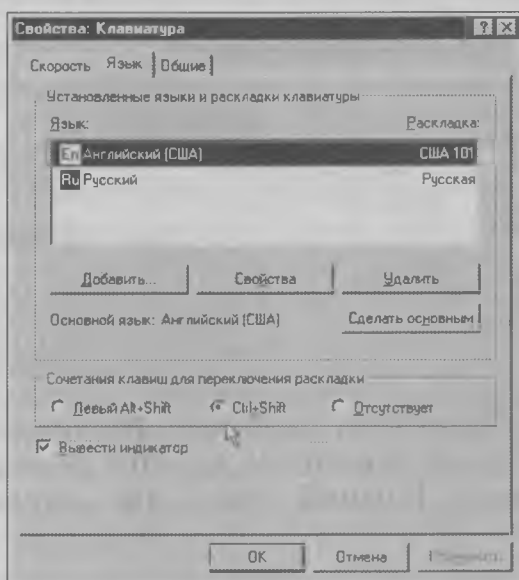 Свойства: Клавиатура
Скорость Язык Общие
Установленные языки и раскладки клавиатуры
Язык: Раскладка:
En Английский (США) США 101
Ru Русский Русская
Добавить... Свойства Удалить
Основной язык: Английский (США) Сделать основным
Сочетания клавиш для переключения раскладки
Левый Alt+Shift Ctrl+Shift Отсутствует
Вывести индикатор
OK Отмена